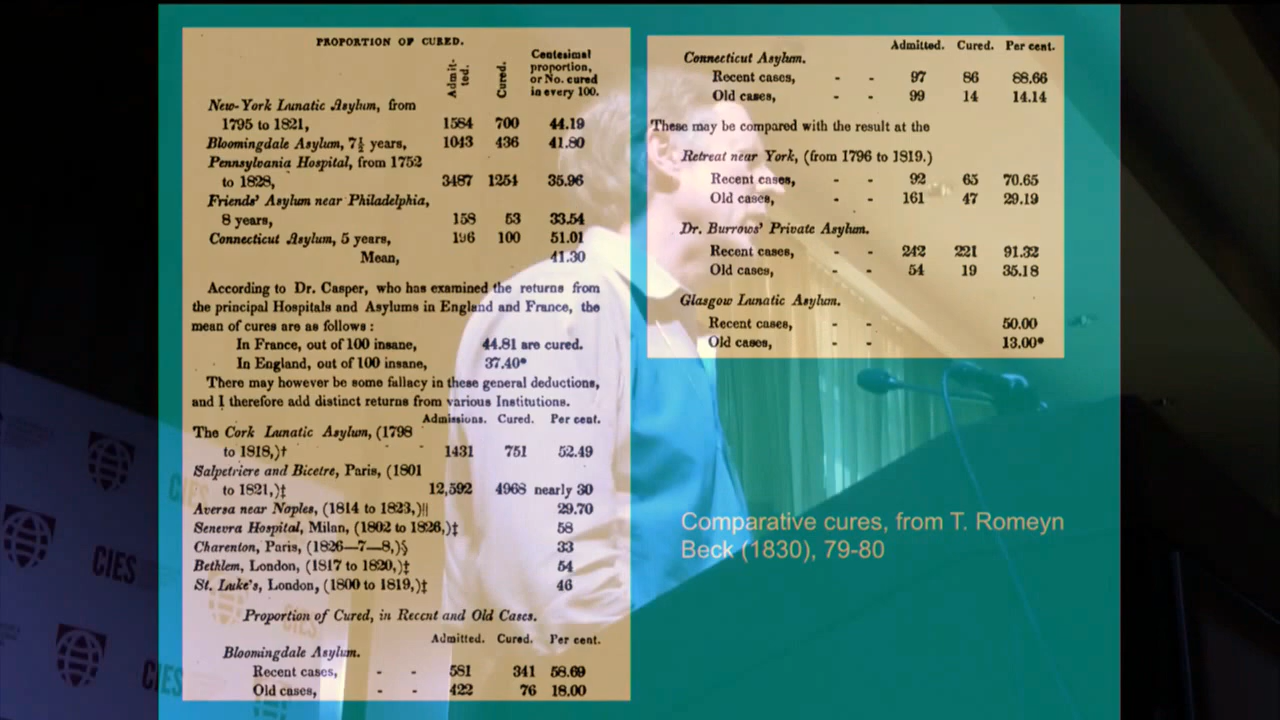 PROPORTION OF CURED.
Admitted. Cured. Centesimal proportion, or No. cured in every 100.
New-York Lunatic Asylum, from
1795 to 1821, 1584 700 44.19
Bloomingdale Asylum, 7½ years, 1043 436 41.80
Pennsylvania Hospital, from 1752
to 1828, 3487 1254 35.96
Friends' Asylum near Philadelphia,
8 years, 158 53 33.54
Connecticut Asylum, 5 years, 196 100 51.01
Mean, 41.30
According to Dr. Casper, who has examined the returns from
the principal Hospitals and Asylums in England and France, the
mean of cures are as follows:
In France, out of 100 insane, 44.81 are cured.
In England, out of 100 insane, 37.40*
There may however be some fallacy in these general deductions,
and I therefore add distinct returns from various Institutions.
Admissions. Cured. Per cent.
The Cork Lunatic Asylum, (1798
to 1818,)† - - 1431 751 52.49
Salpetriere and Bicetre, Paris, (1801
to 1821,)‡ 12,592 4968 nearly 30
Aversa near Noples, (1814 to 1823,)|| 29.70
Senevra Hospital, Milan, (1802 to 1826,)‡ 58
Charenton, Paris, (1826—7—8,)§ 33
Bethlem, London, (1817 to 1820,)‡ 54
St. Luke's, London, (1800 to 1819,)‡ 46
Proportion of Cured, in Recent and Old Cases.
Admitted. Cured. Per cent.
Bloomingdale Asylum.
Recent cases, - - 581 341 58.69
Old cases, - - 422 76 18.00
Admitted. Cured. Per cent.
Connecticut Asylum.
Recent cases, - - 97 86 88.66
Old cases, - - 99 14 14.14
These may be compared with the result at the
Retreat near York, (from 1796 to 1819.)
Recent cases, - - 92 65 70.65
Old cases, - - 161 47 29.19
Dr. Burrows' Private Asylum.
Recent cases, - - 242 221 91.32
Old cases, - - 54 19 35.18
Glasgow Lunatic Asylum.
Recent cases, - - 50.00
Old cases, - - 13.00*
Comparative cures, from T. Romeyn
Beck (1830), 79-80
CIES
CIES